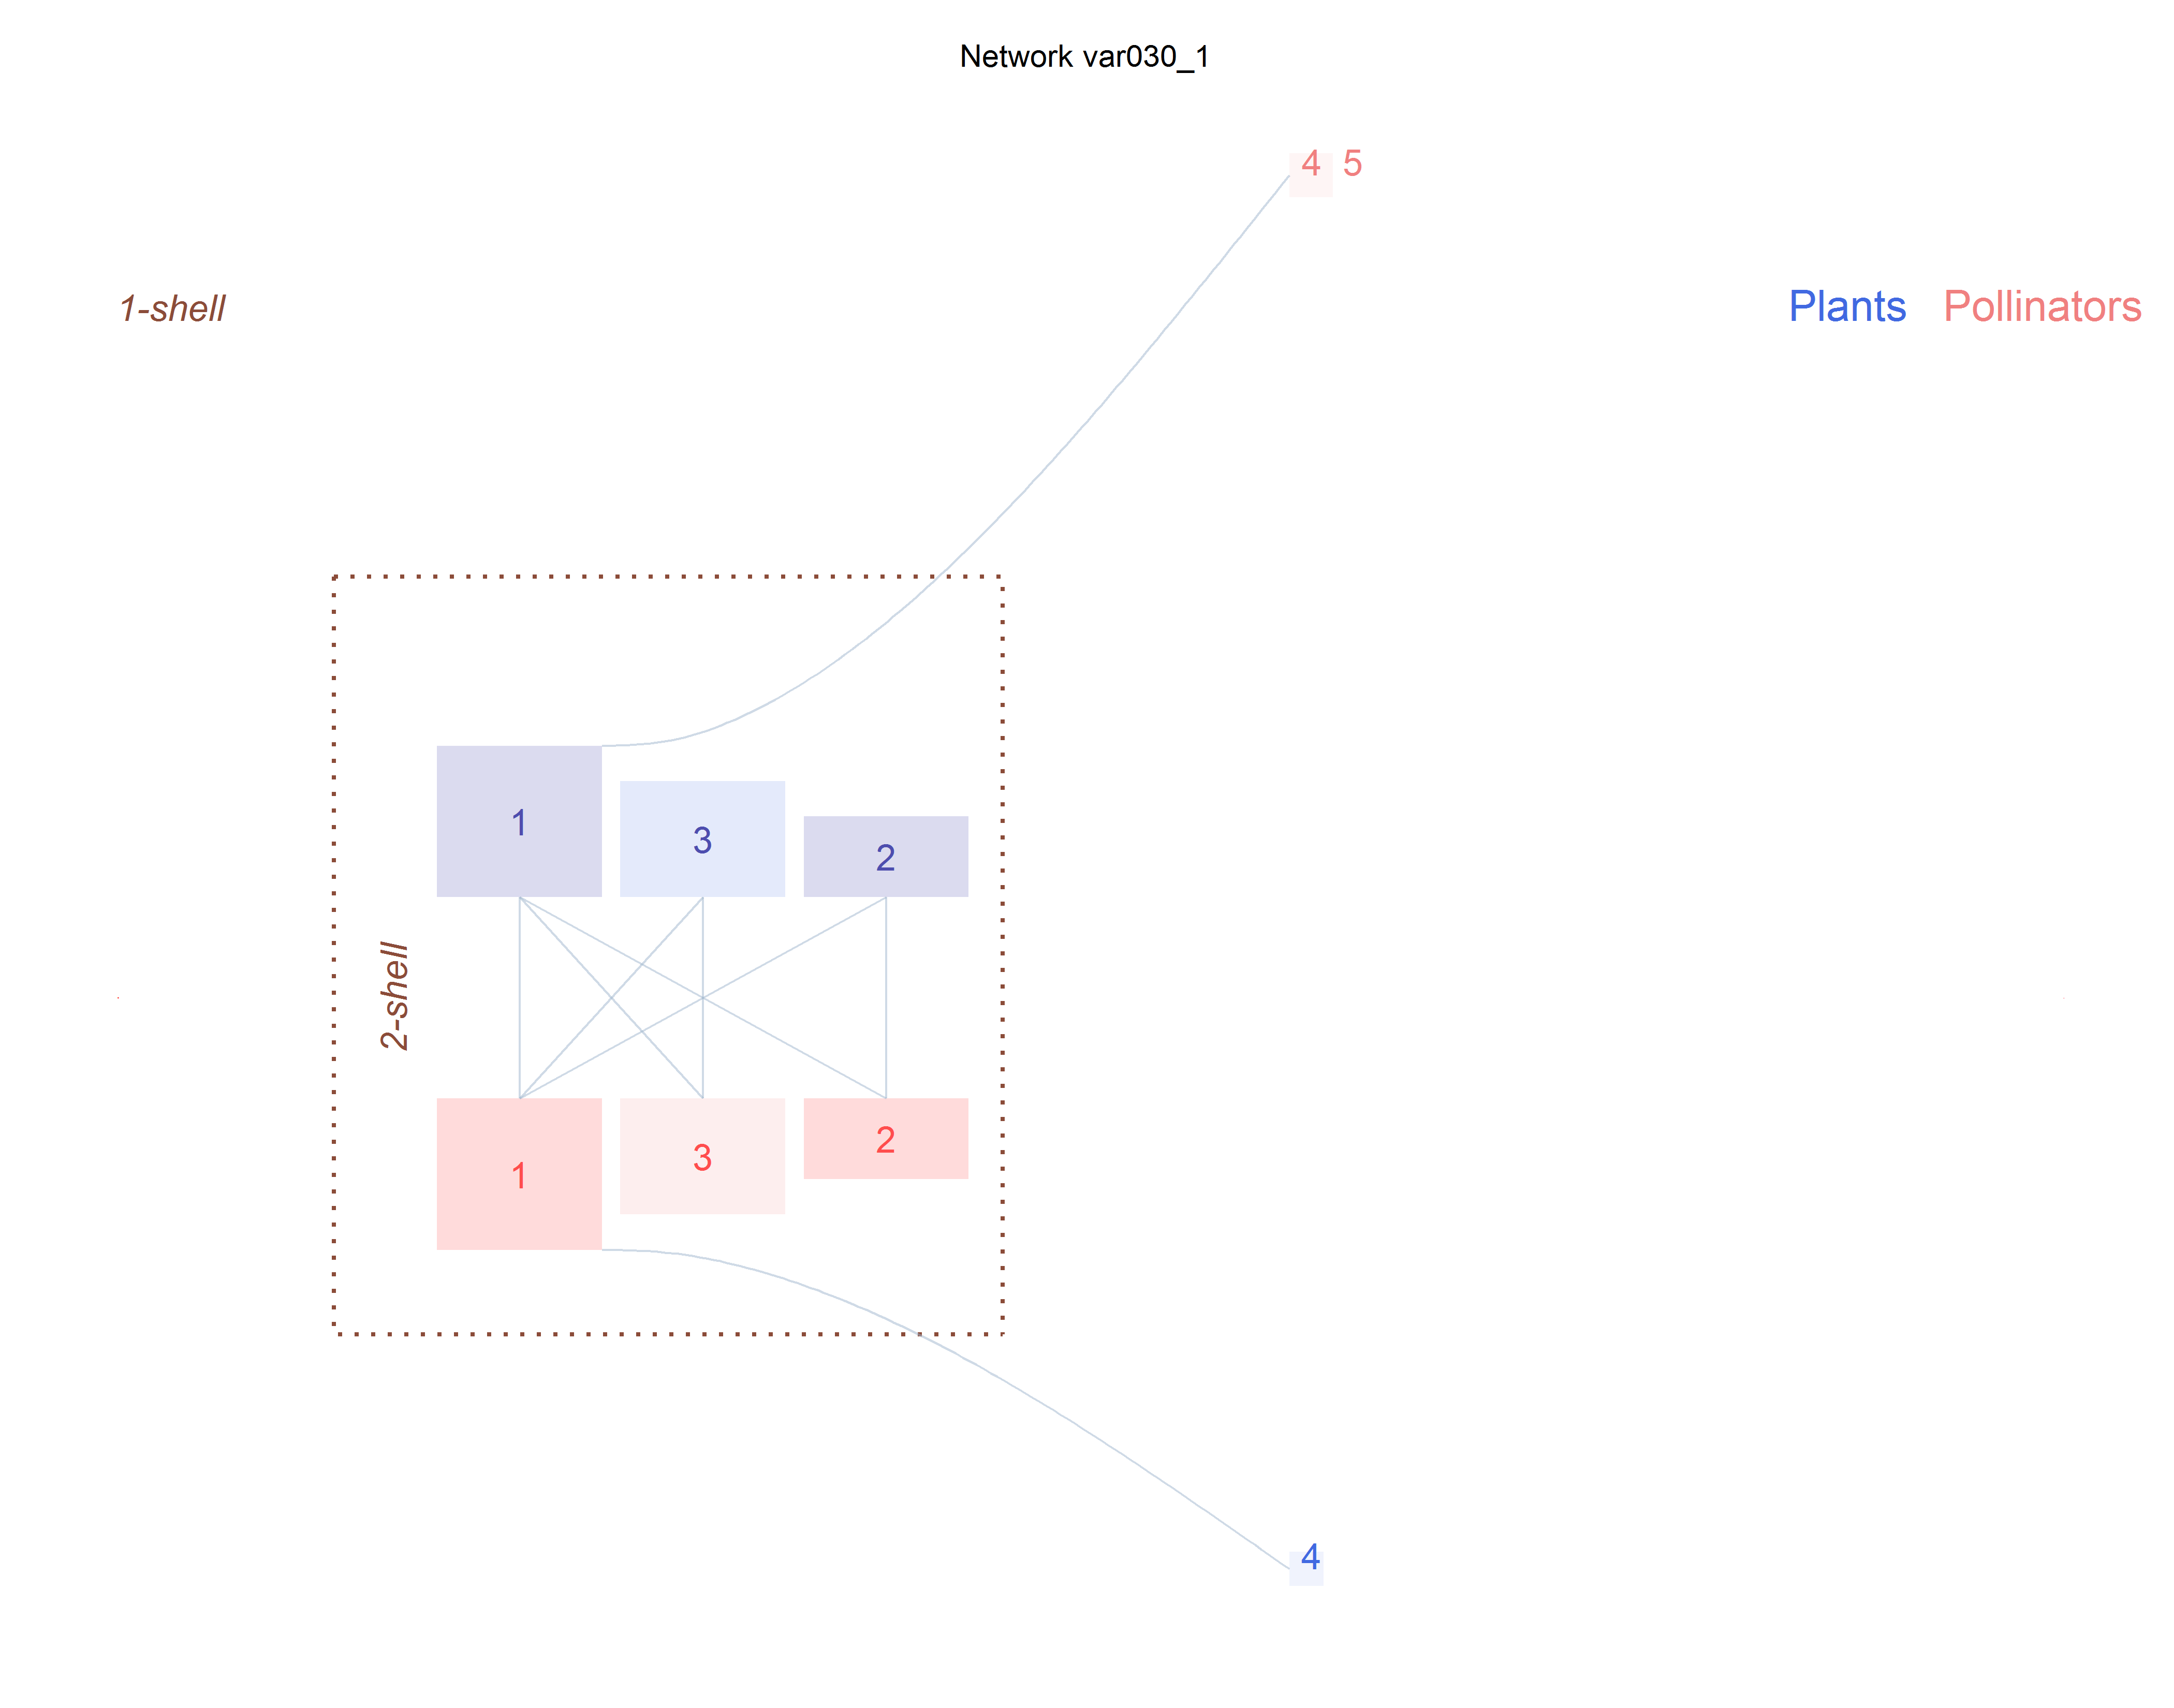 Network var030_1
4 5
1-shell
Plants Pollinators
1 3 2
2-shell
1 3 2
4